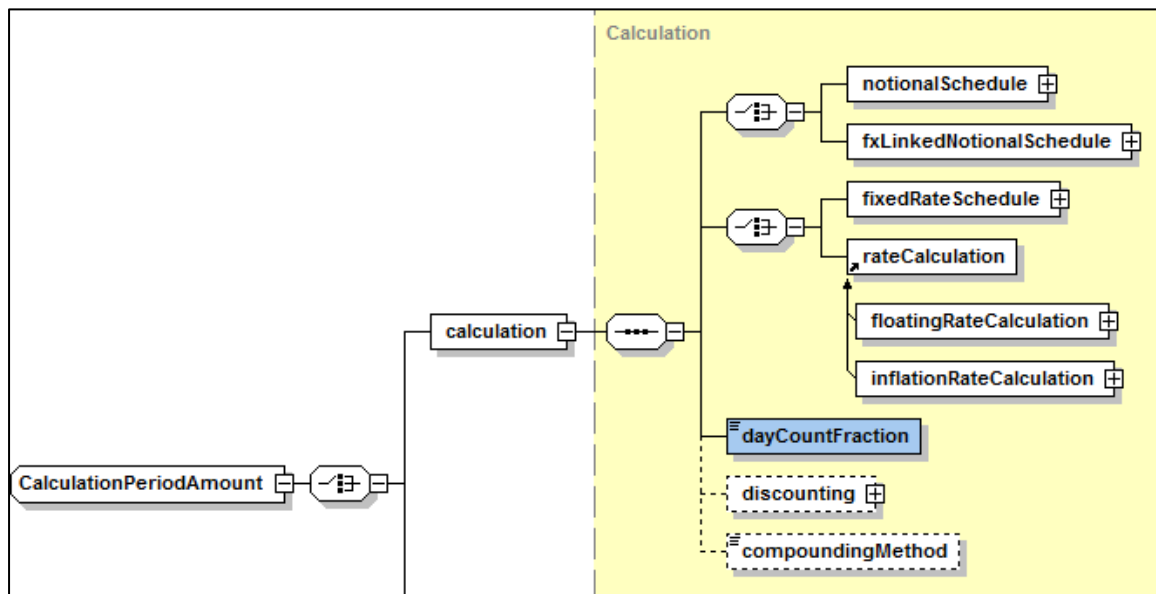 Calculation
notionalSchedule
fxLinkedNotionalSchedule
fixedRateSchedule
rateCalculation
floatingRateCalculation
calculation
inflationRateCalculation
dayCountFraction
CalculationPeriodAmount
discounting
compoundingMethod